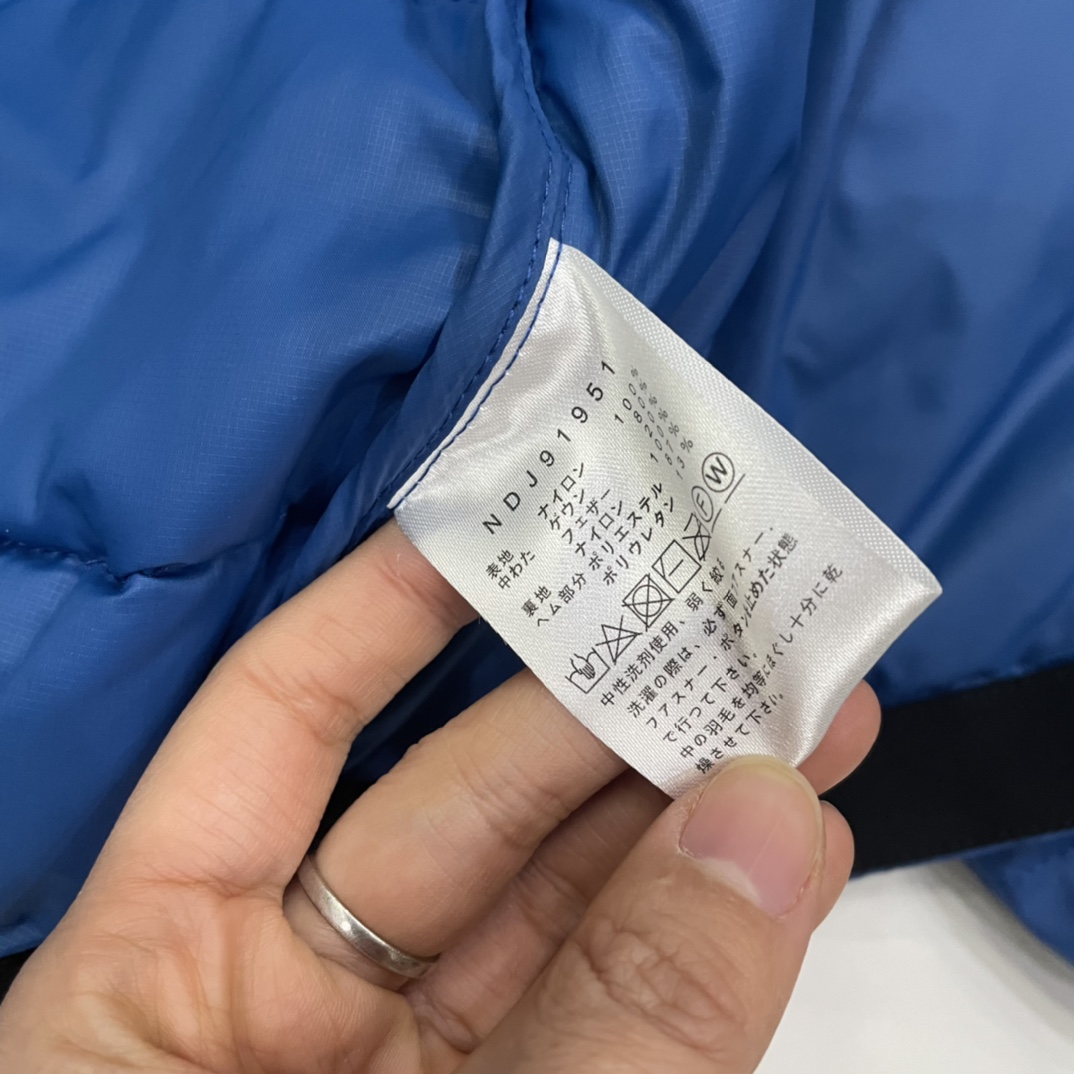 NDJ91951
表地 ナイロン 100%
中わた ゲウン 80%
フェザー 20%
裏地 ナイロン 100%
ヘム部分 ポリエステル 87%
ポリウレタン 13%
F W
中性洗剤使用、弱く絞る
洗濯の際は、必ず面ファスナー・
ファスナー・ボタン止めた状態
で行つて下さい。
中の羽毛を均等にほぐし十分に乾
燥させて下さい。